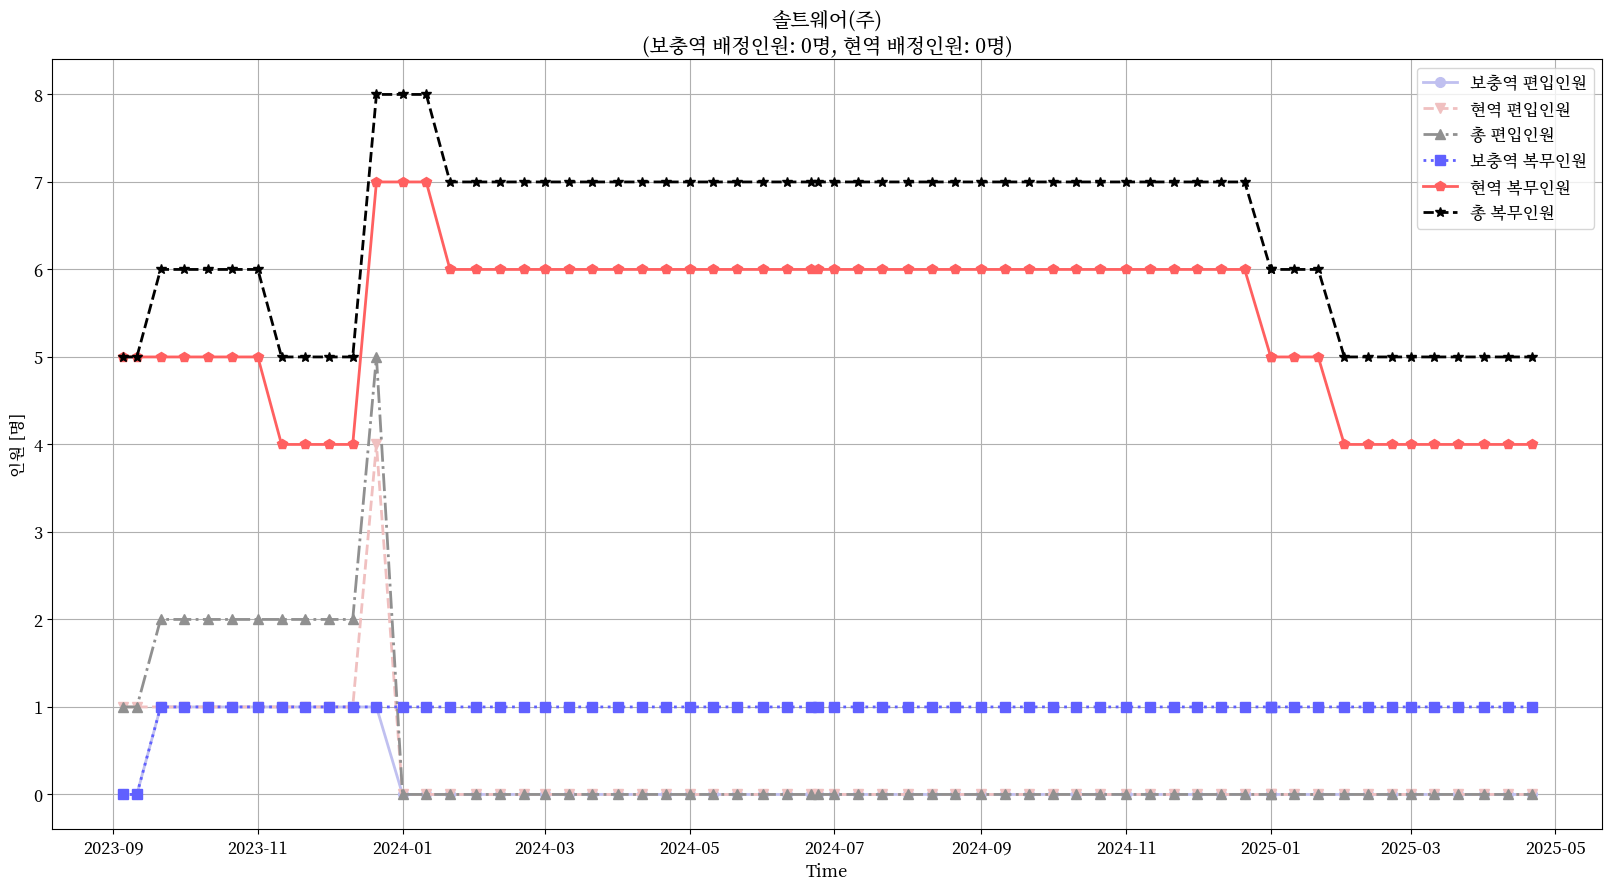 솔트웨어(주)
(보충역 배정인원: 0명, 현역 배정인원: 0명)
보충역 편입인원
현역 편입인원
총 편입인원
보충역 복무인원
현역 복무인원
총 복무인원
인원 [명]
8
7
6
5
4
3
2
1
0
2023-09 2023-11 2024-01 2024-03 2024-05 2024-07 2024-09 2024-11 2025-01 2025-03 2025-05
Time